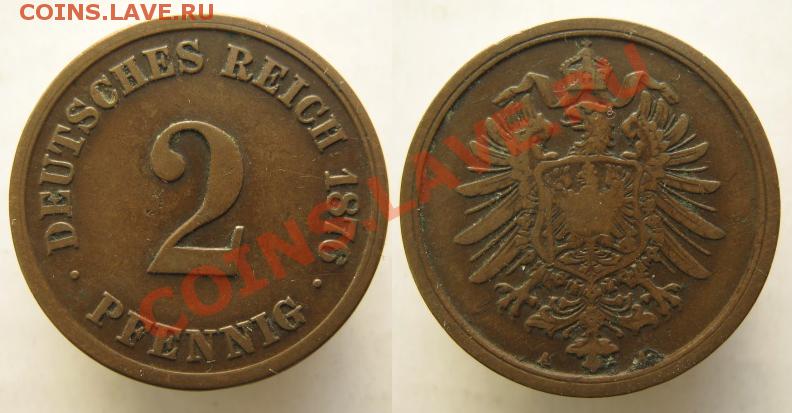 COINS.LAVE.RU
DEUTSCHES REICH 1876
2
PFENNIG
COINS.LAVE.RU
A
COINS.LAVE.RU